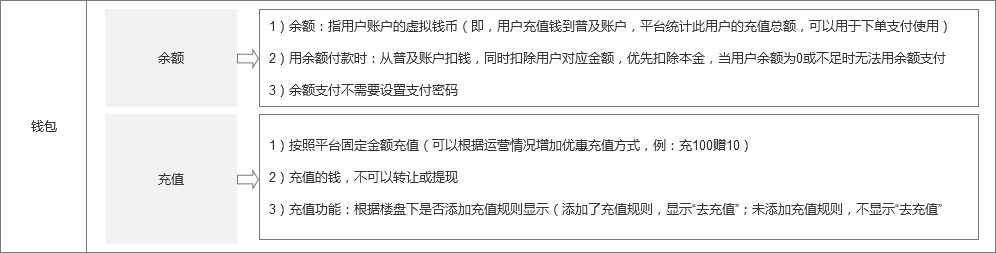 钱包
余额
1）余额：指用户账户的虚拟钱币（即，用户充值钱到普及账户，平台统计此用户的充值总额，可以用于下单支付使用）
2）用余额付款时：从普及账户扣钱，同时扣除用户对应金额，优先扣除本金，当用户余额为0或不足时无法用余额支付
3）余额支付不需要设置支付密码
充值
1）按照平台固定金额充值（可以根据运营情况增加优惠充值方式，例：充100赠10）
2）充值的钱，不可以转让或提现
3）充值功能：根据楼盘下是否添加充值规则显示（添加了充值规则，显示“去充值”；未添加充值规则，不显示“去充值”